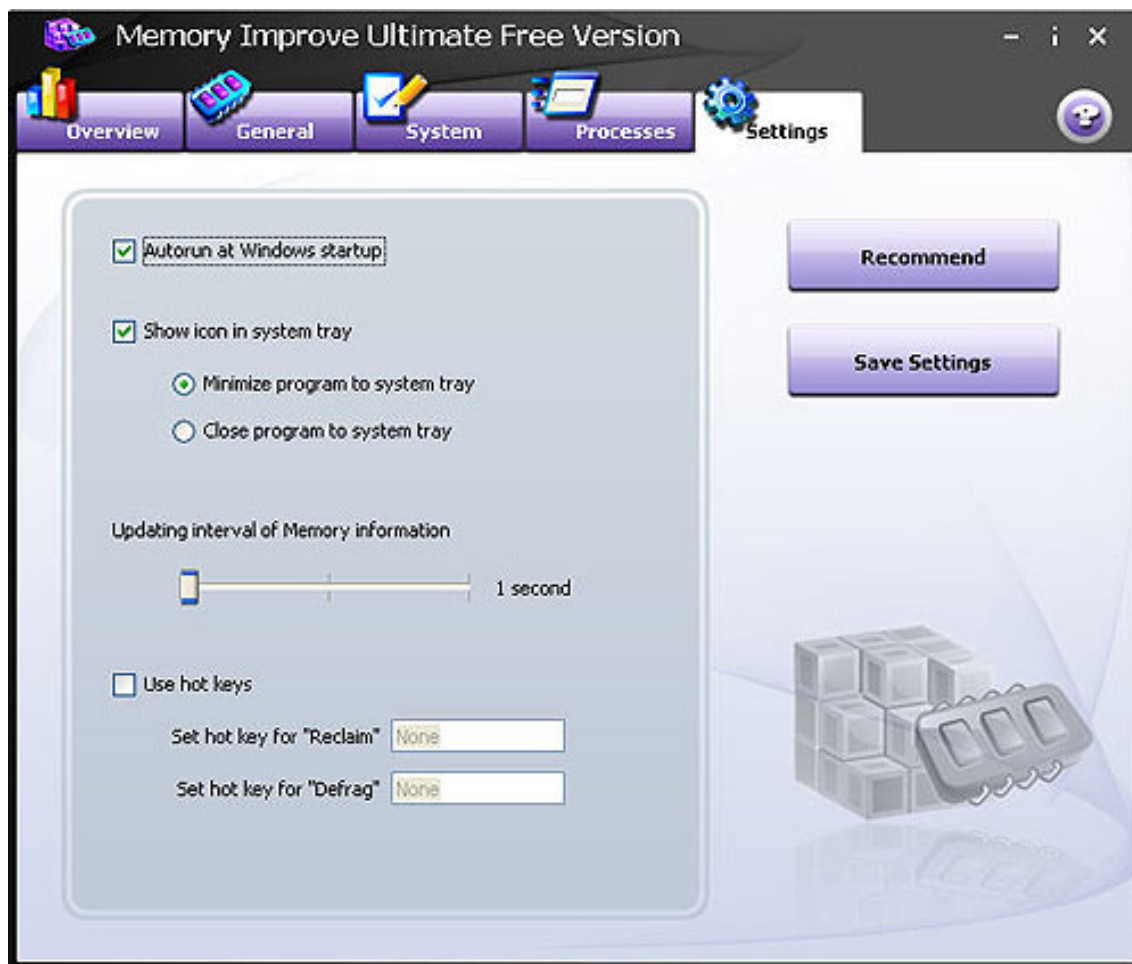 Memory Improve Ultimate Free Version
Overview
General
System
Processes
Settings
Autorun at Windows startup
Recommend
Show icon in system tray
Save Settings
Minimize program to system tray
Close program to system tray
Updating interval of Memory information
1 second
Use hot keys
Set hot key for "Reclaim" None
Set hot key for "Defrag" None